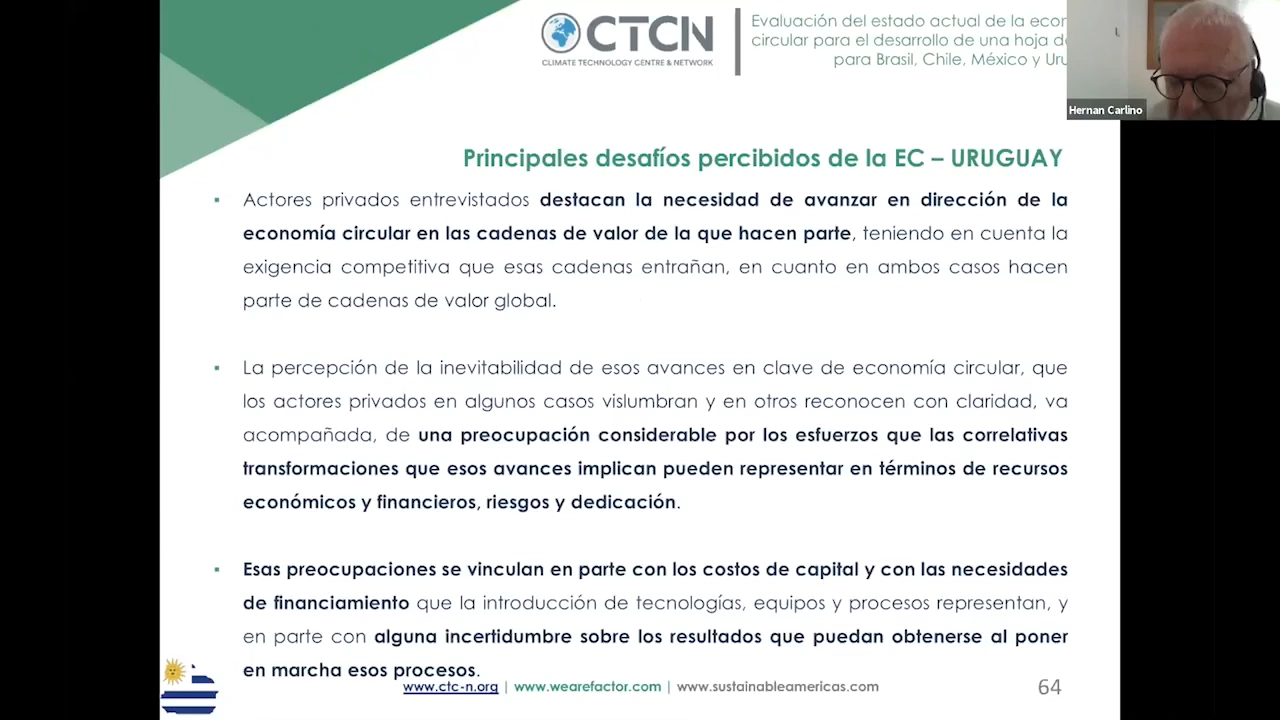 CTCN
CLIMATE TECHNOLOGY CENTRE & NETWORK
Evaluación del estado actual de la
circular para el desarrollo de una hoja
para Brasil, Chile, México y
Hernan Carlino
Principales desafíos percibidos de la EC – URUGUAY
▪ Actores privados entrevistados destacan la necesidad de avanzar en dirección de la
economía circular en las cadenas de valor de la que hacen parte, teniendo en cuenta la
exigencia competitiva que esas cadenas entrañan, en cuanto en ambos casos hacen
parte de cadenas de valor global.
▪ La percepción de la inevitabilidad de esos avances en clave de economía circular, que
los actores privados en algunos casos vislumbran y en otros reconocen con claridad, va
acompañada, de una preocupación considerable por los esfuerzos que las correlativas
transformaciones que esos avances implican pueden representar en términos de recursos
económicos y financieros, riesgos y dedicación.
▪ Esas preocupaciones se vinculan en parte con los costos de capital y con las necesidades
de financiamiento que la introducción de tecnologías, equipos y procesos representan, y
en parte con alguna incertidumbre sobre los resultados que puedan obtenerse al poner
en marcha esos procesos.
www.ctc-n.org | www.wearefactor.com | www.sustainableamericas.com
64